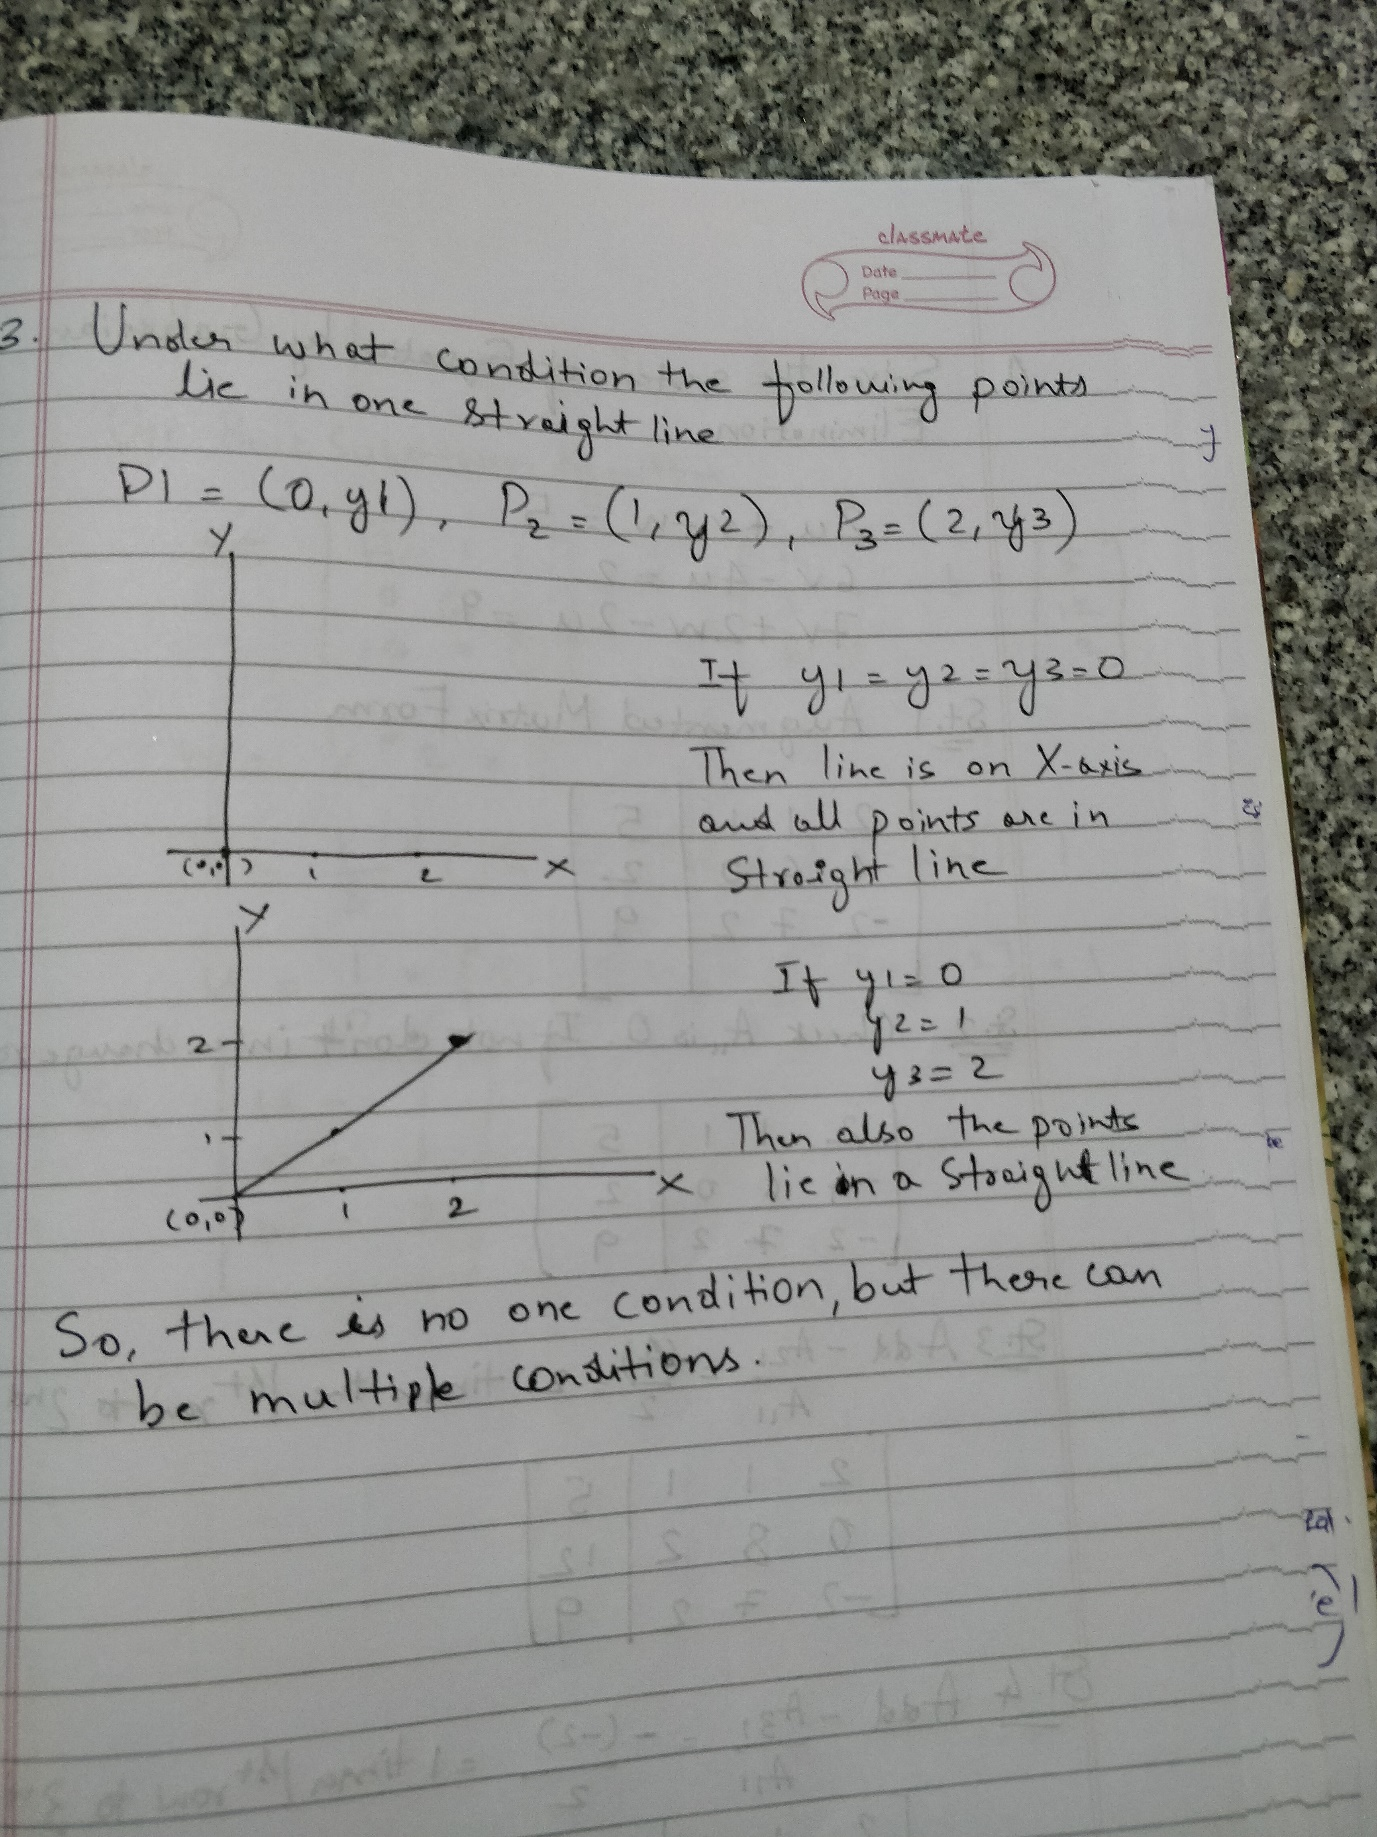 classmate
Date
Page
3. Under what condition the following points
lie in one straight line
P1 = (0, y1), P2 = (1, y2), P3 = (2, y3)
Y
If y1 = y2 = y3 = 0
Then line is on X-axis
and all points are in
Straight line
(0,0) 1 2 X
Y
If y1 = 0
y2 = 1
y3 = 2
2
1
Then also the points
lie in a Straight line
X
(0,0) 1 2
So, there is no one condition, but there can
be multiple conditions.